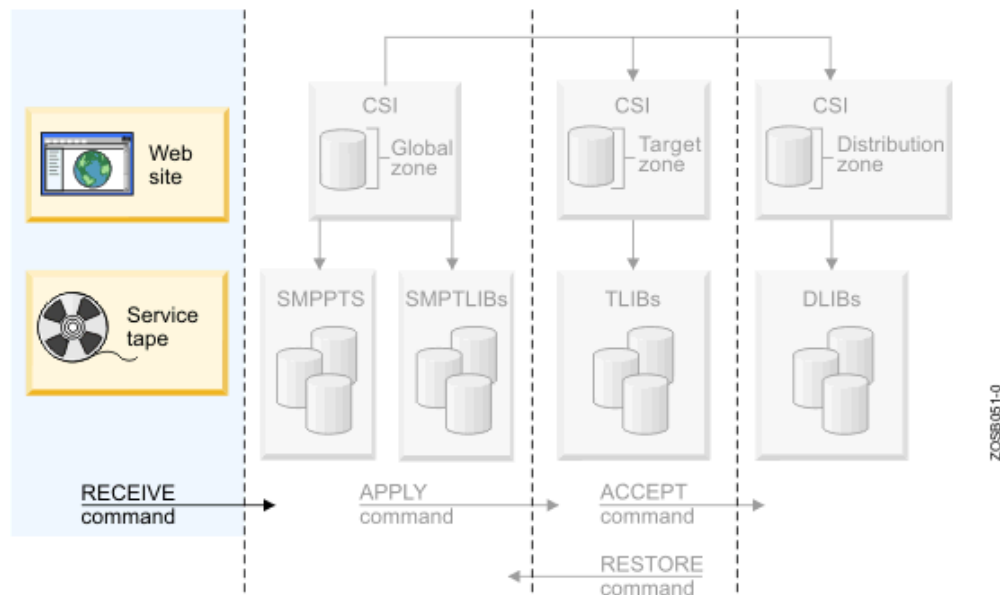 CSI
Global
zone
CSI
Target
zone
CSI
Distribution
zone
Web
site
Service
tape
SMPPTS
SMPTLIBs
TLIBs
DLIBs
RECEIVE
command
APPLY
command
ACCEPT
command
RESTORE
command
ZOSB051-0